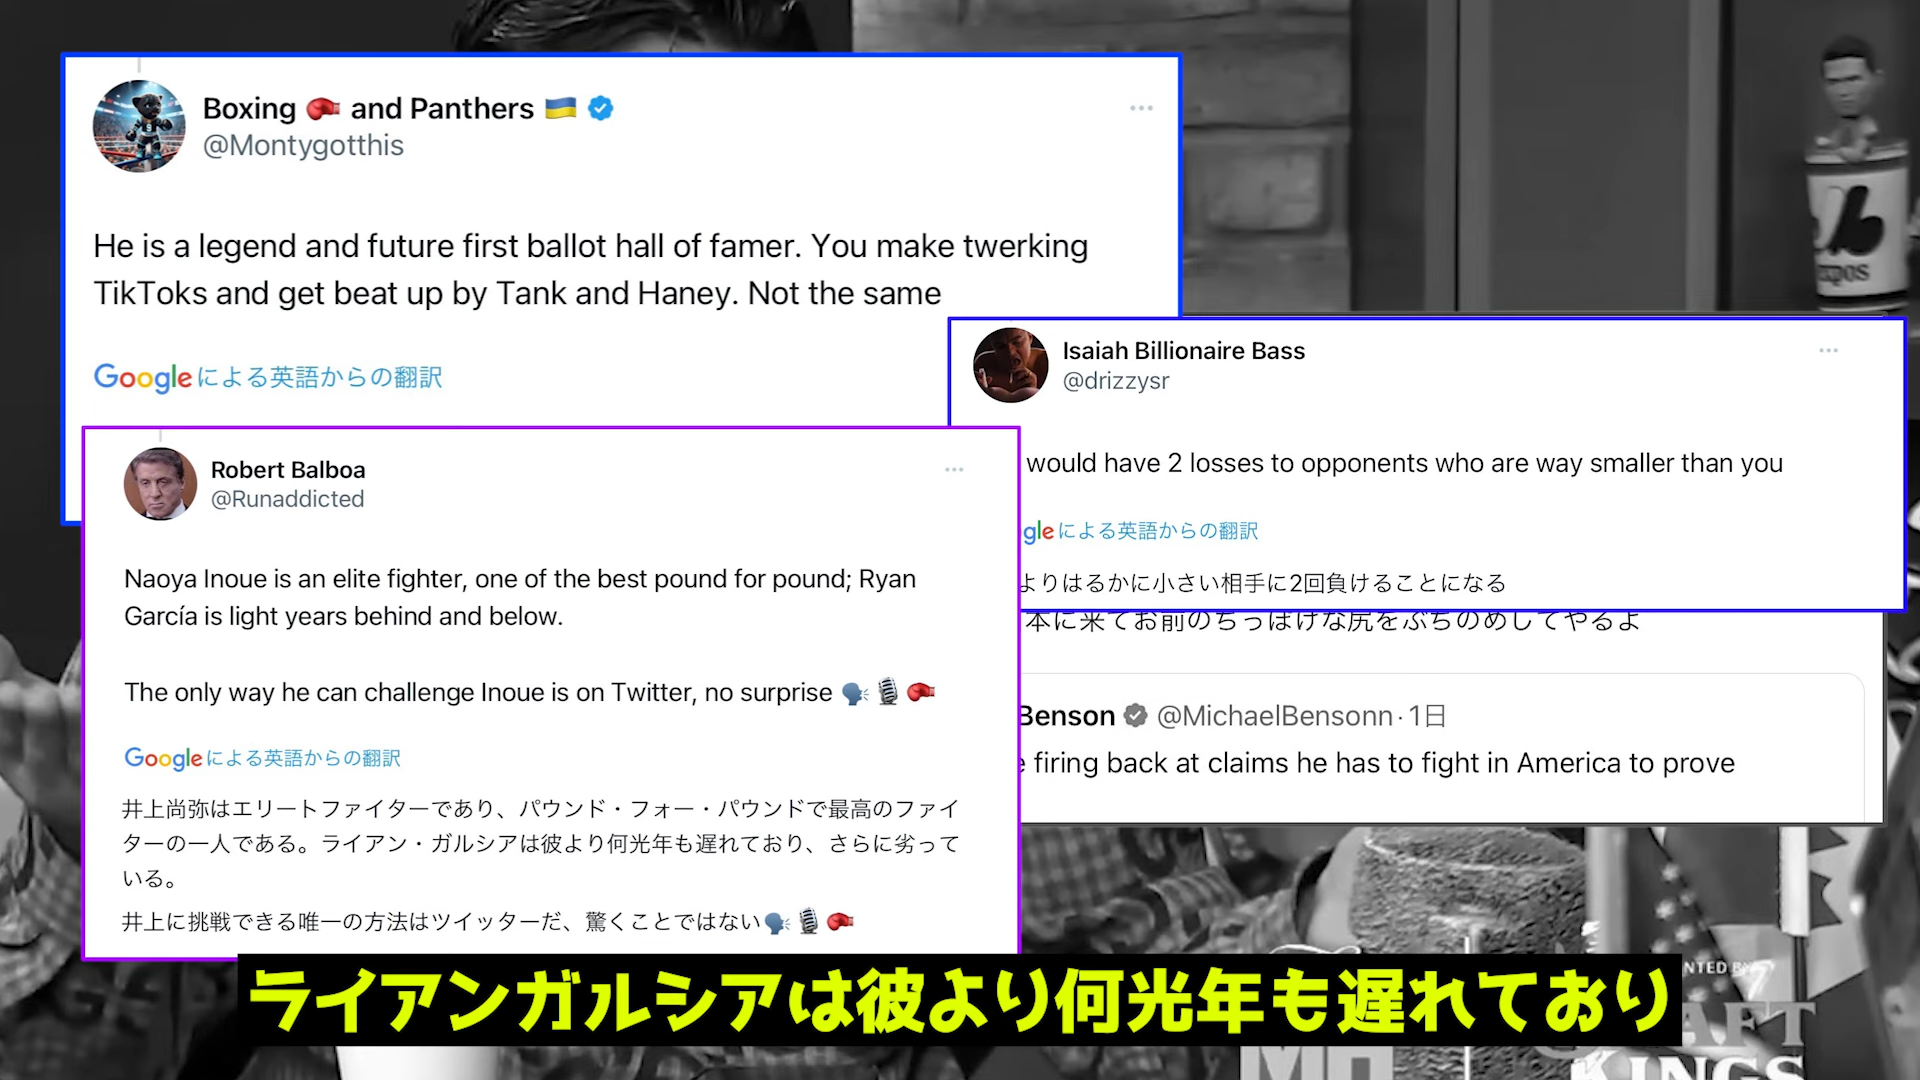 Boxing 🥊 and Panthers 🇺🇦
@Montygotthis
He is a legend and future first ballot hall of famer. You make twerking
TikToks and get beat up by Tank and Haney. Not the same
Googleによる英語からの翻訳
Isaiah Billionaire Bass
@drizzysr
would have 2 losses to opponents who are way smaller than you
gleによる英語からの翻訳
よりはるかに小さい相手に2回負けることになる
本に来てお前のちっぽけな尻をぶちのめしてやるよ
Benson @MichaelBensonn · 1日
firing back at claims he has to fight in America to prove
Robert Balboa
@Runaddicted
Naoya Inoue is an elite fighter, one of the best pound for pound; Ryan
García is light years behind and below.
The only way he can challenge Inoue is on Twitter, no surprise 🗣️🎙️🥊
Googleによる英語からの翻訳
井上尚弥はエリートファイターであり、パウンド・フォー・パウンドで最高のファイ
ターの一人である。ライアン・ガルシアは彼より何光年も遅れており、さらに劣って
いる。
井上に挑戦できる唯一の方法はツイッターだ、驚くことではない🗣️🎙️🥊
ライアンガルシアは彼より何光年も遅れており
expos
KINGS